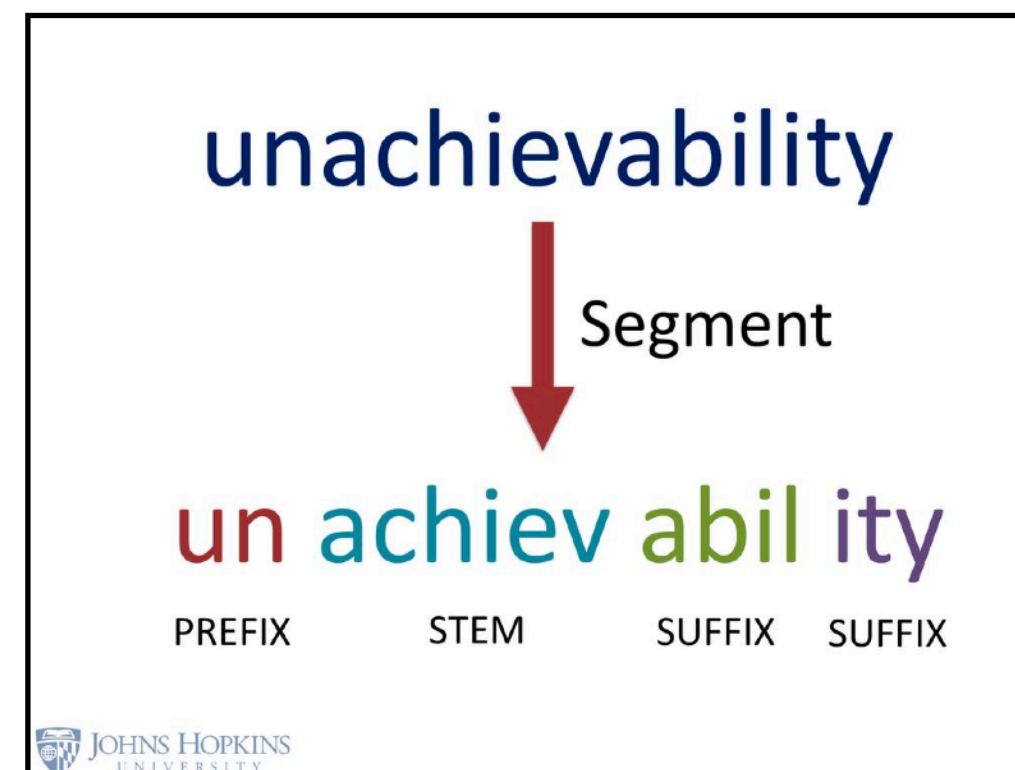 unachievability
Segment
un achiev abil ity
PREFIX STEM SUFFIX SUFFIX
JOHNS HOPKINS
UNIVERSITY